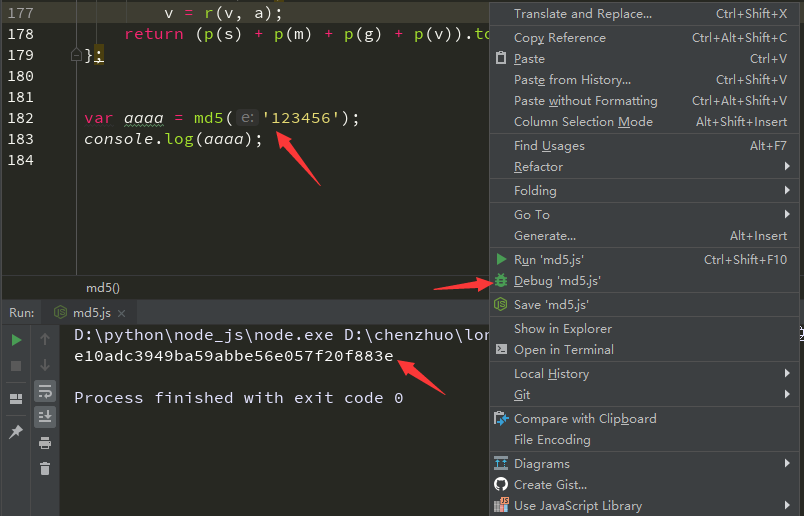 177 v = r(v, a);
178 return (p(s) + p(m) + p(g) + p(v)).to
179 };
180
181
182 var aaaa = md5( e: '123456');
183 console.log(aaaa);
184
md5()
Run: md5.js
D:\python\node_js\node.exe D:\chenzhuo\lon
e10adc3949ba59abbe56e057f20f883e
Process finished with exit code 0
Translate and Replace... Ctrl+Shift+X
Copy Reference Ctrl+Alt+Shift+C
Paste Ctrl+V
Paste from History... Ctrl+Shift+V
Paste without Formatting Ctrl+Alt+Shift+V
Column Selection Mode Alt+Shift+Insert
Find Usages Alt+F7
Refactor
Folding
Go To
Generate... Alt+Insert
Run 'md5.js' Ctrl+Shift+F10
Debug 'md5.js'
Save 'md5.js'
Show in Explorer
Open in Terminal
Local History
Git
Compare with Clipboard
File Encoding
Diagrams
Create Gist...
Use JavaScript Library